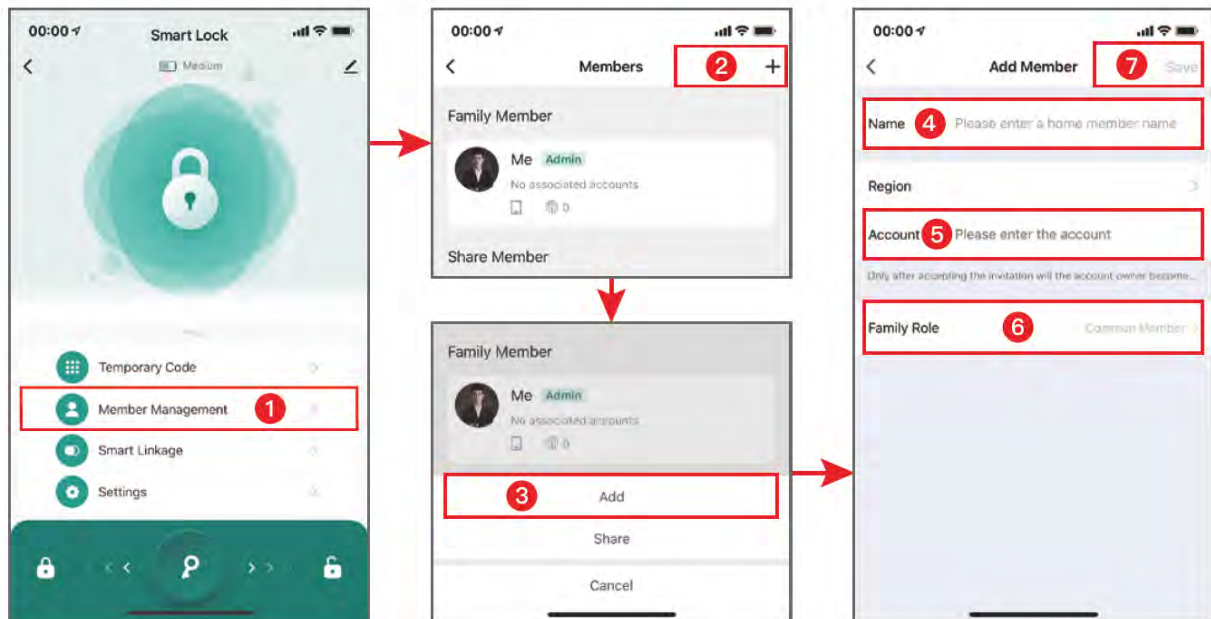 00:00
Smart Lock
Medium
Temporary Code
Member Management 1
Smart Linkage
Settings
00:00
Members 2 +
Family Member
Me Admin
No associated accounts
0
Share Member
Family Member
Me Admin
No associated accounts
0
3 Add
Share
Cancel
00:00
Add Member 7 Save
Name 4 Please enter a home member name
Region
Account 5 Please enter the account
Only after accepting the invitation will the account owner become...
Family Role 6 Common Member